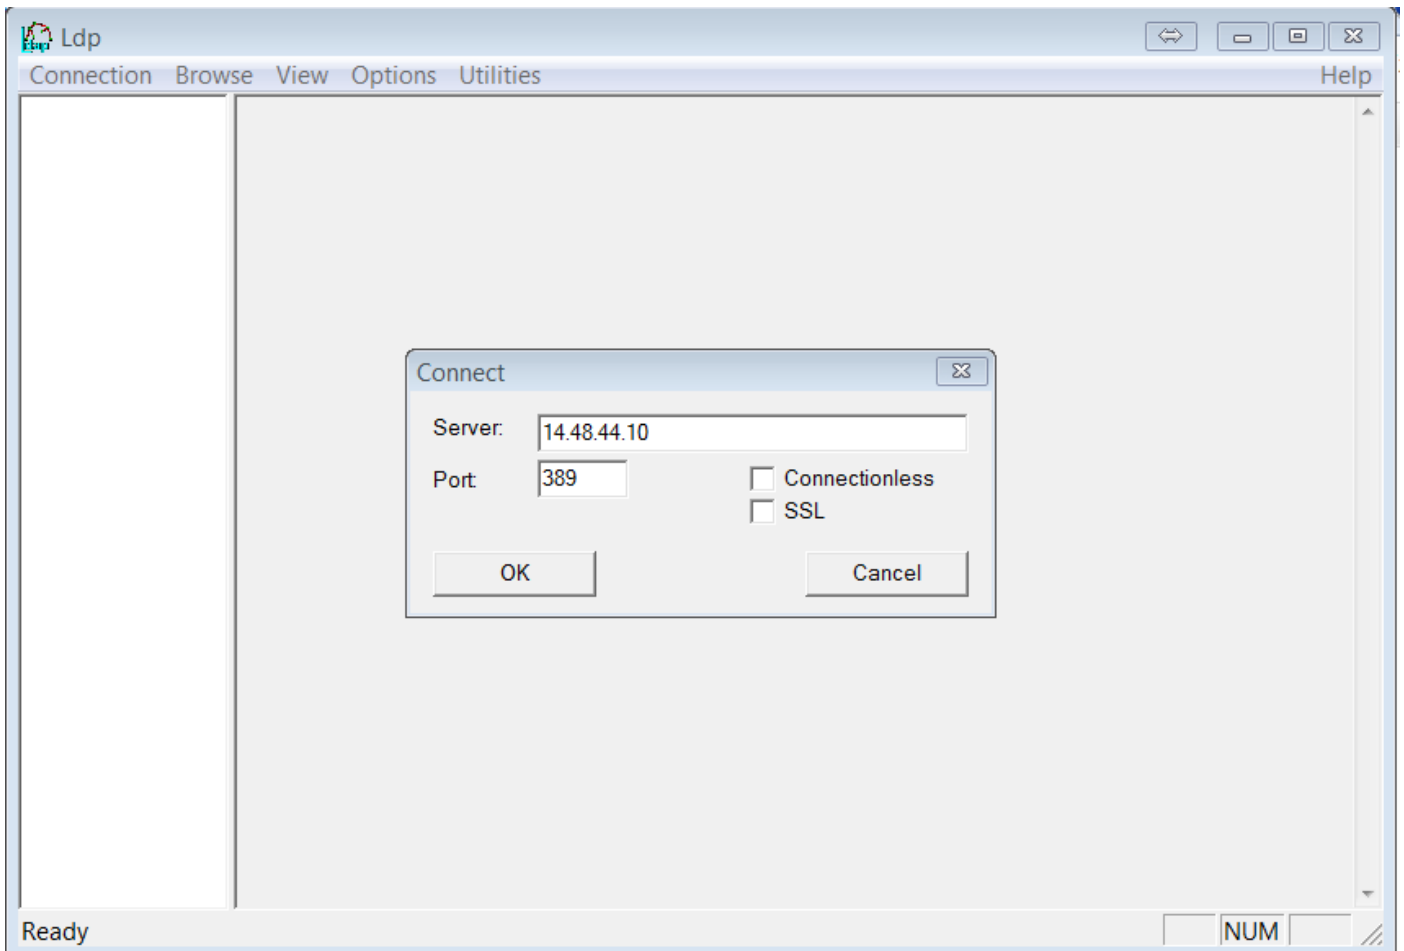 Ldp
Connection Browse View Options Utilities Help
Connect
Server: 14.48.44.10
Port: 389 Connectionless
SSL
OK Cancel
Ready NUM